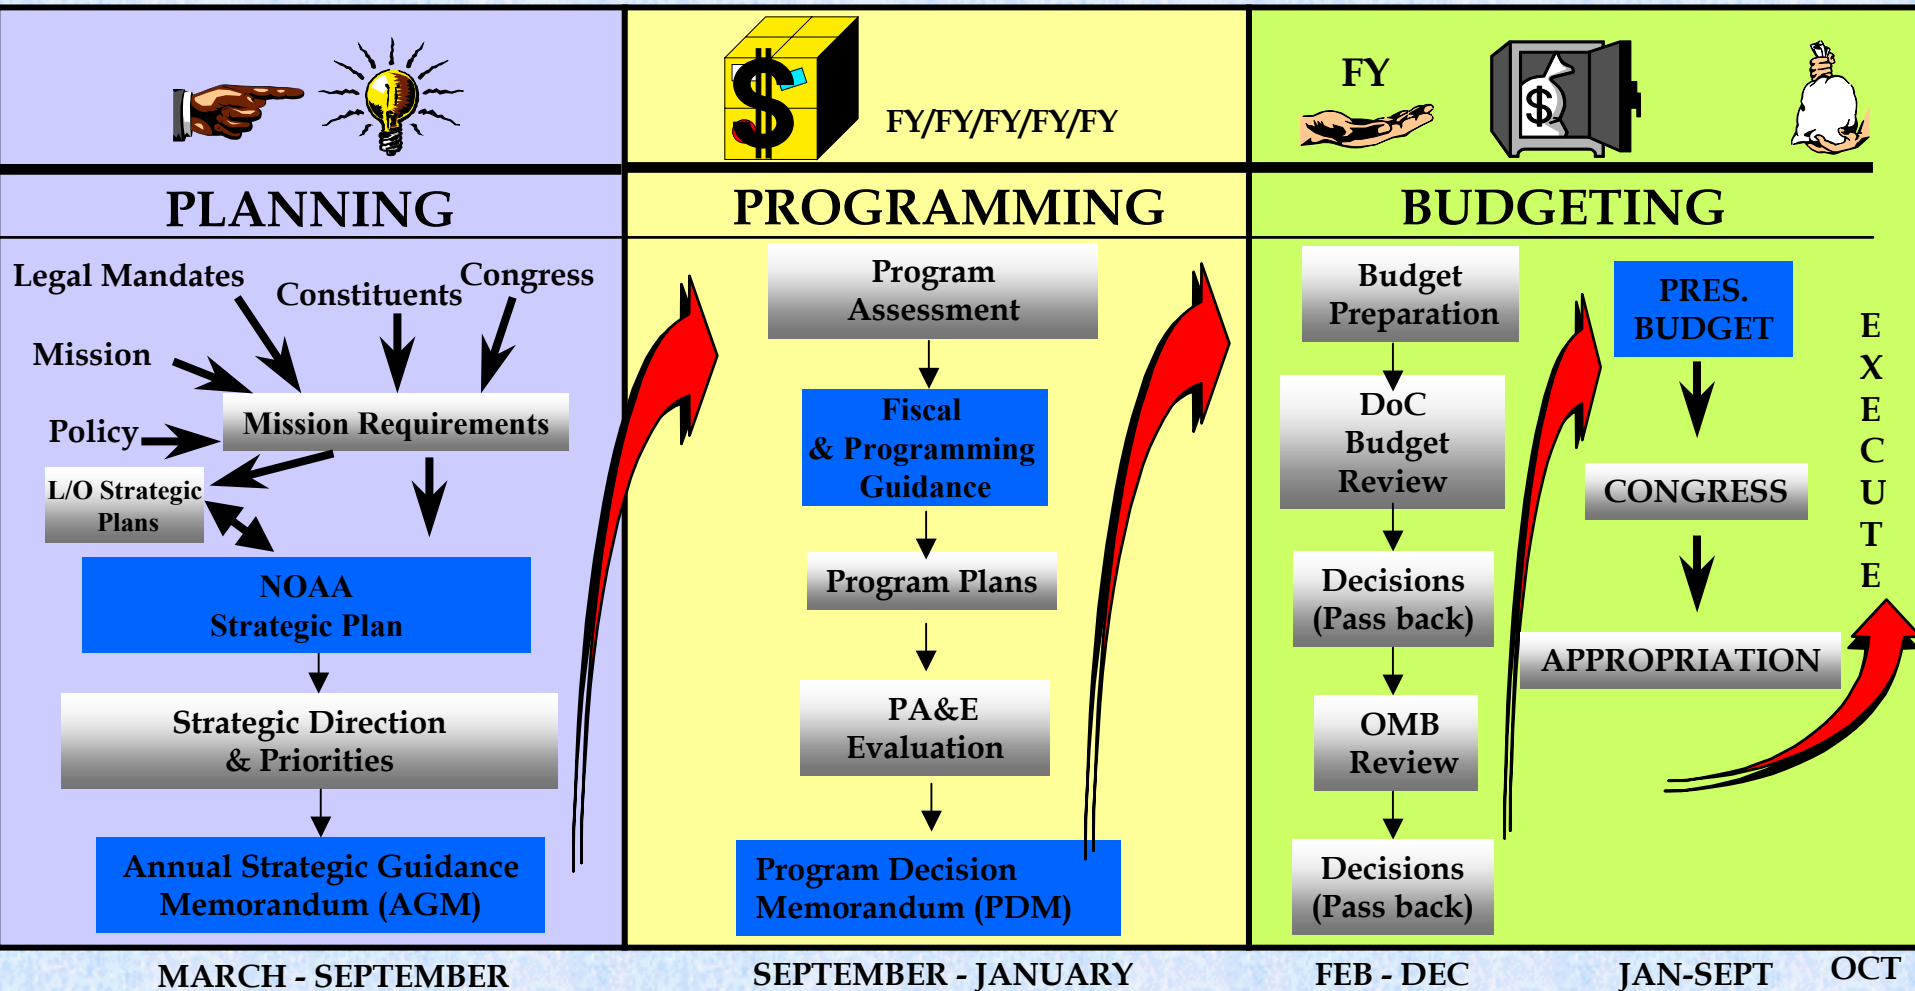 FY/FY/FY/FY/FY
FY
$
$
PLANNING
PROGRAMMING
BUDGETING
Legal Mandates
Constituents
Congress
Mission
Policy
Mission Requirements
L/O Strategic
Plans
NOAA
Strategic Plan
Strategic Direction
& Priorities
Annual Strategic Guidance
Memorandum (AGM)
Program
Assessment
Fiscal
& Programming
Guidance
Program Plans
PA&E
Evaluation
Program Decision
Memorandum (PDM)
Budget
Preparation
DoC
Budget
Review
Decisions
(Pass back)
OMB
Review
Decisions
(Pass back)
PRES.
BUDGET
CONGRESS
APPROPRIATION
E
X
E
C
U
T
E
MARCH - SEPTEMBER
SEPTEMBER - JANUARY
FEB - DEC
JAN-SEPT
OCT